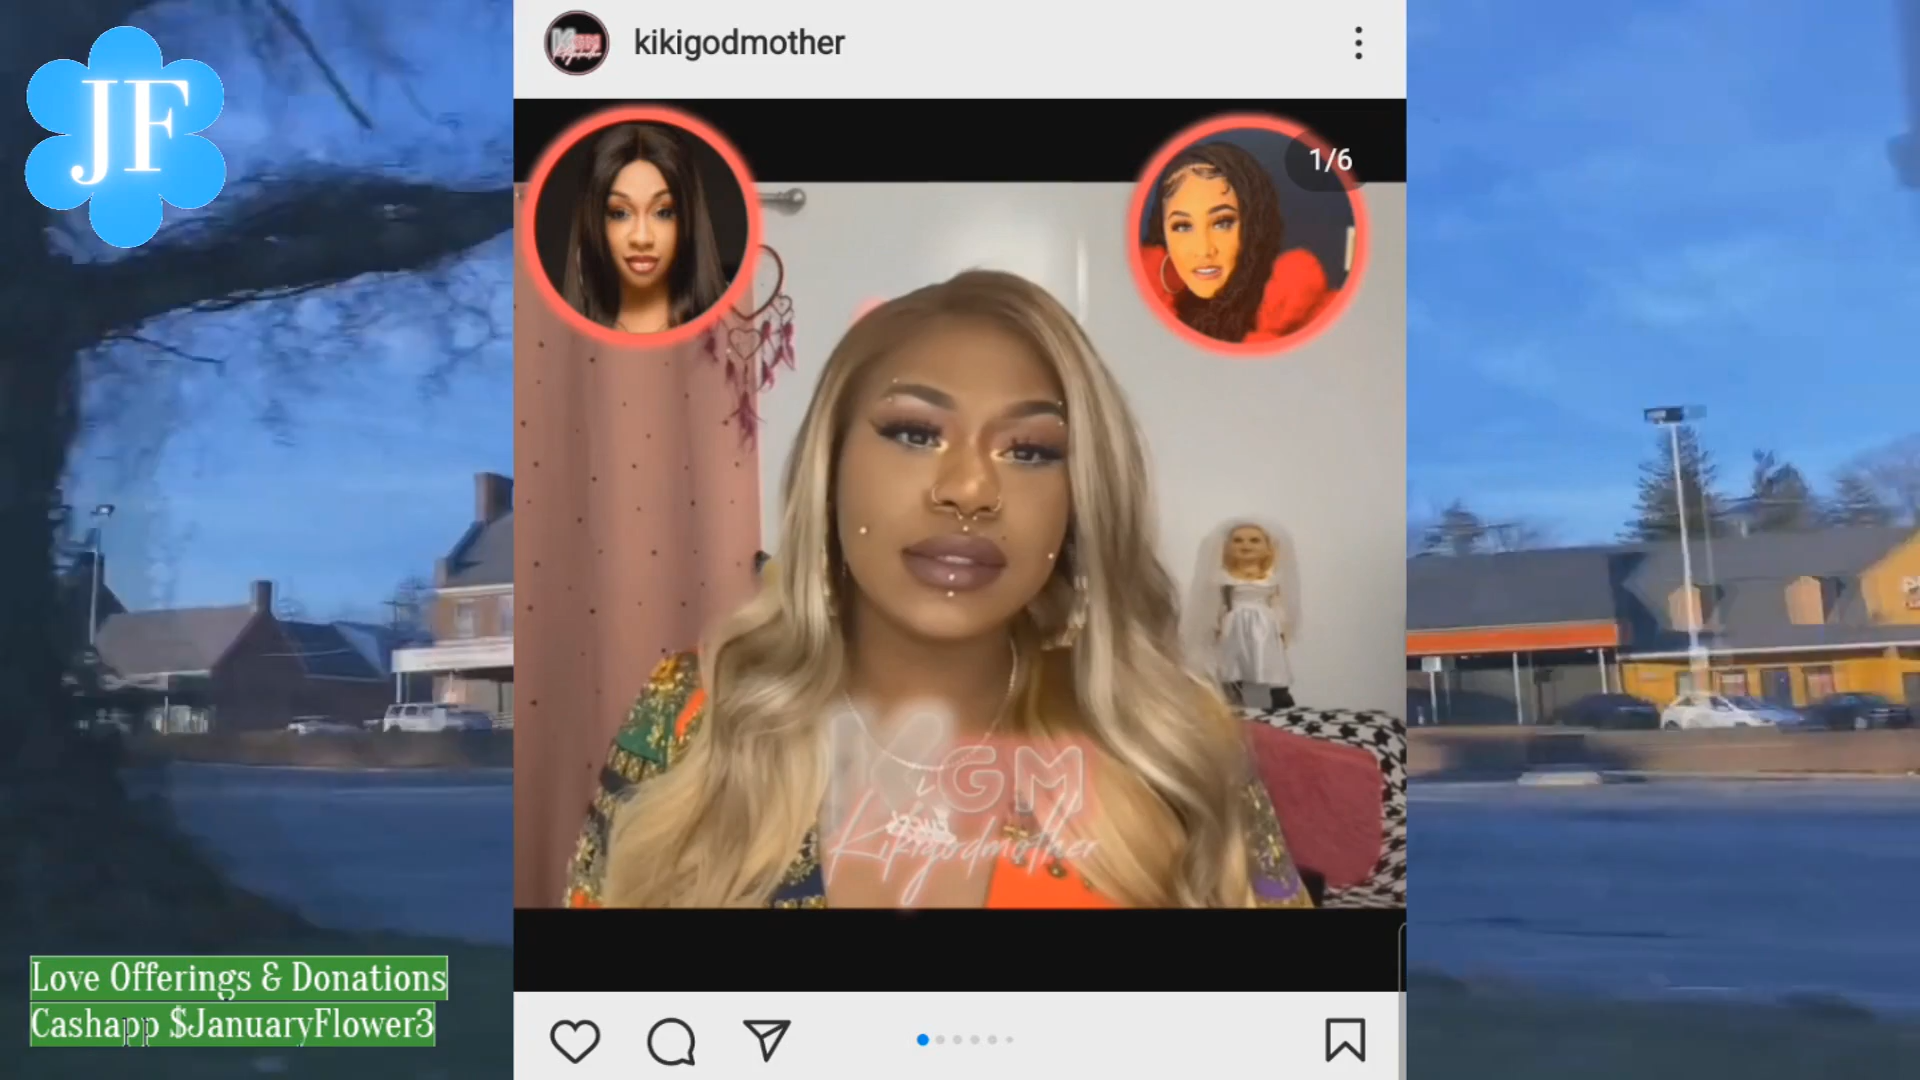 JF
kikigodmother
1/6
KGM
Kikigodmother
Love Offerings & Donations
Cashapp $JanuaryFlower3